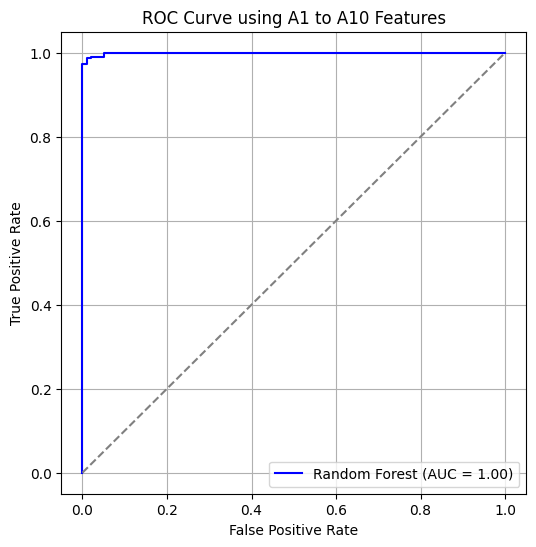 ROC Curve using A1 to A10 Features
True Positive Rate
1.0
0.8
0.6
0.4
0.2
0.0
Random Forest (AUC = 1.00)
0.0 0.2 0.4 0.6 0.8 1.0
False Positive Rate